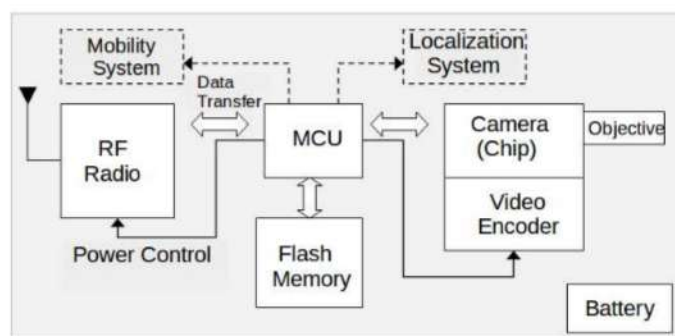 Mobility
System
Localization
System
Data
Transfer
RF
Radio
MCU
Camera
(Chip)
Objective
Video
Encoder
Power Control
Flash
Memory
Battery